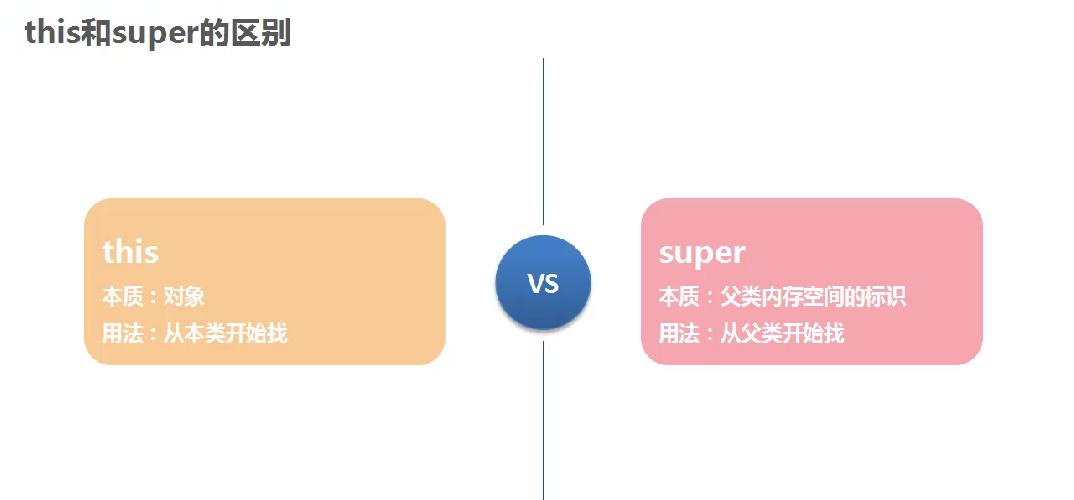 this和super的区别
this
本质：对象
用法：从本类开始找
VS
super
本质：父类内存空间的标识
用法：从父类开始找